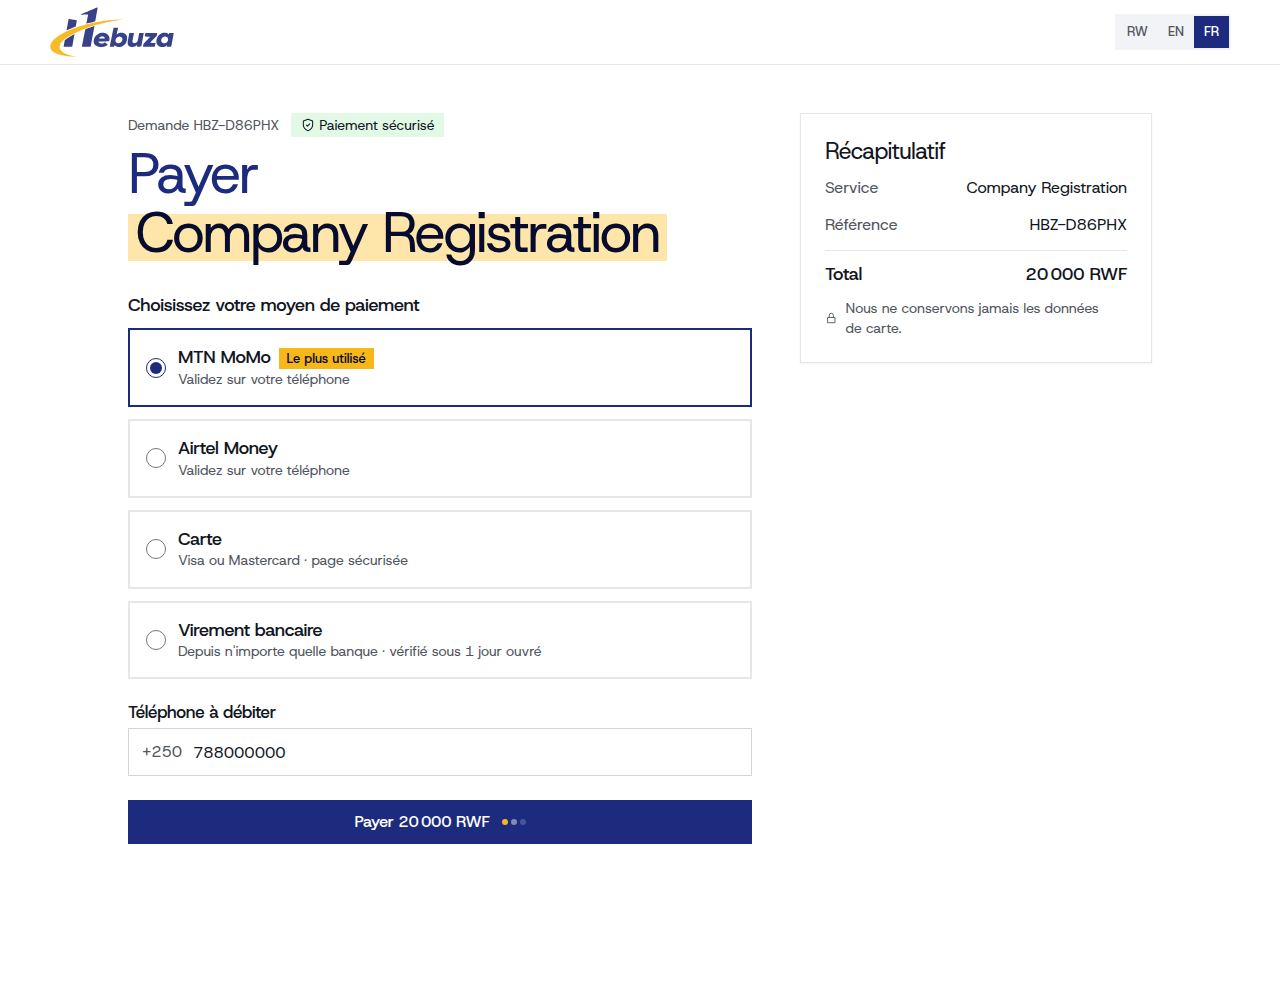 Hebuza
RW EN FR
Demande HBZ-D86PHX
Paiement sécurisé
Payer
Company Registration
Choisissez votre moyen de paiement
MTN MoMo Le plus utilisé
Validez sur votre téléphone
Airtel Money
Validez sur votre téléphone
Carte
Visa ou Mastercard · page sécurisée
Virement bancaire
Depuis n'importe quelle banque · vérifié sous 1 jour ouvré
Téléphone à débiter
+250 788000000
Payer 20 000 RWF
Récapitulatif
Service Company Registration
Référence HBZ-D86PHX
Total 20 000 RWF
Nous ne conservons jamais les données
de carte.